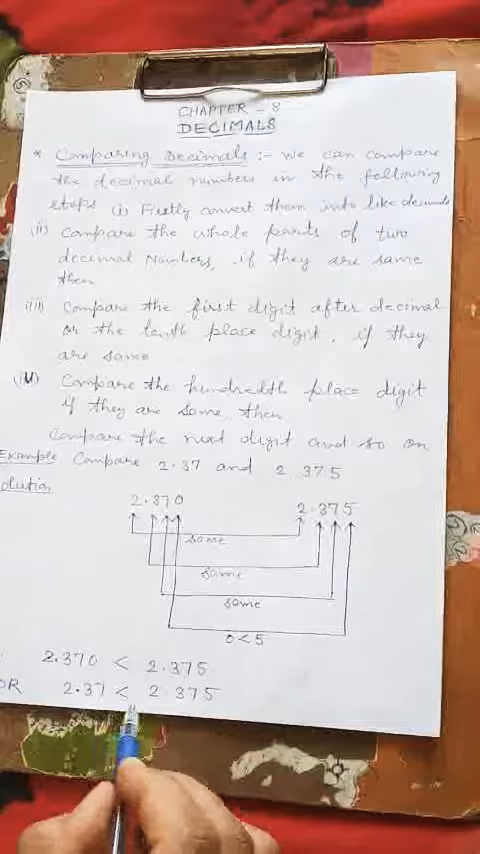 CHAPTER - 8
DECIMALS
* Comparing Decimals :- We can compare
the decimal numbers in the following
steps (i) Firstly convert them into like decimals
(ii) Compare the whole parts of two
decimal Numbers, if they are same
then
(iii) Compare the first digit after decimal
or the tenth place digit, if they
are same
(iv) Compare the hundredth place digit
if they are same, then
Compare the next digit and so on
Example Compare 2.37 and 2.375
olution
2.370 2.375
same
same
same
0<5
2.370 < 2.375
OR 2.37 < 2.375